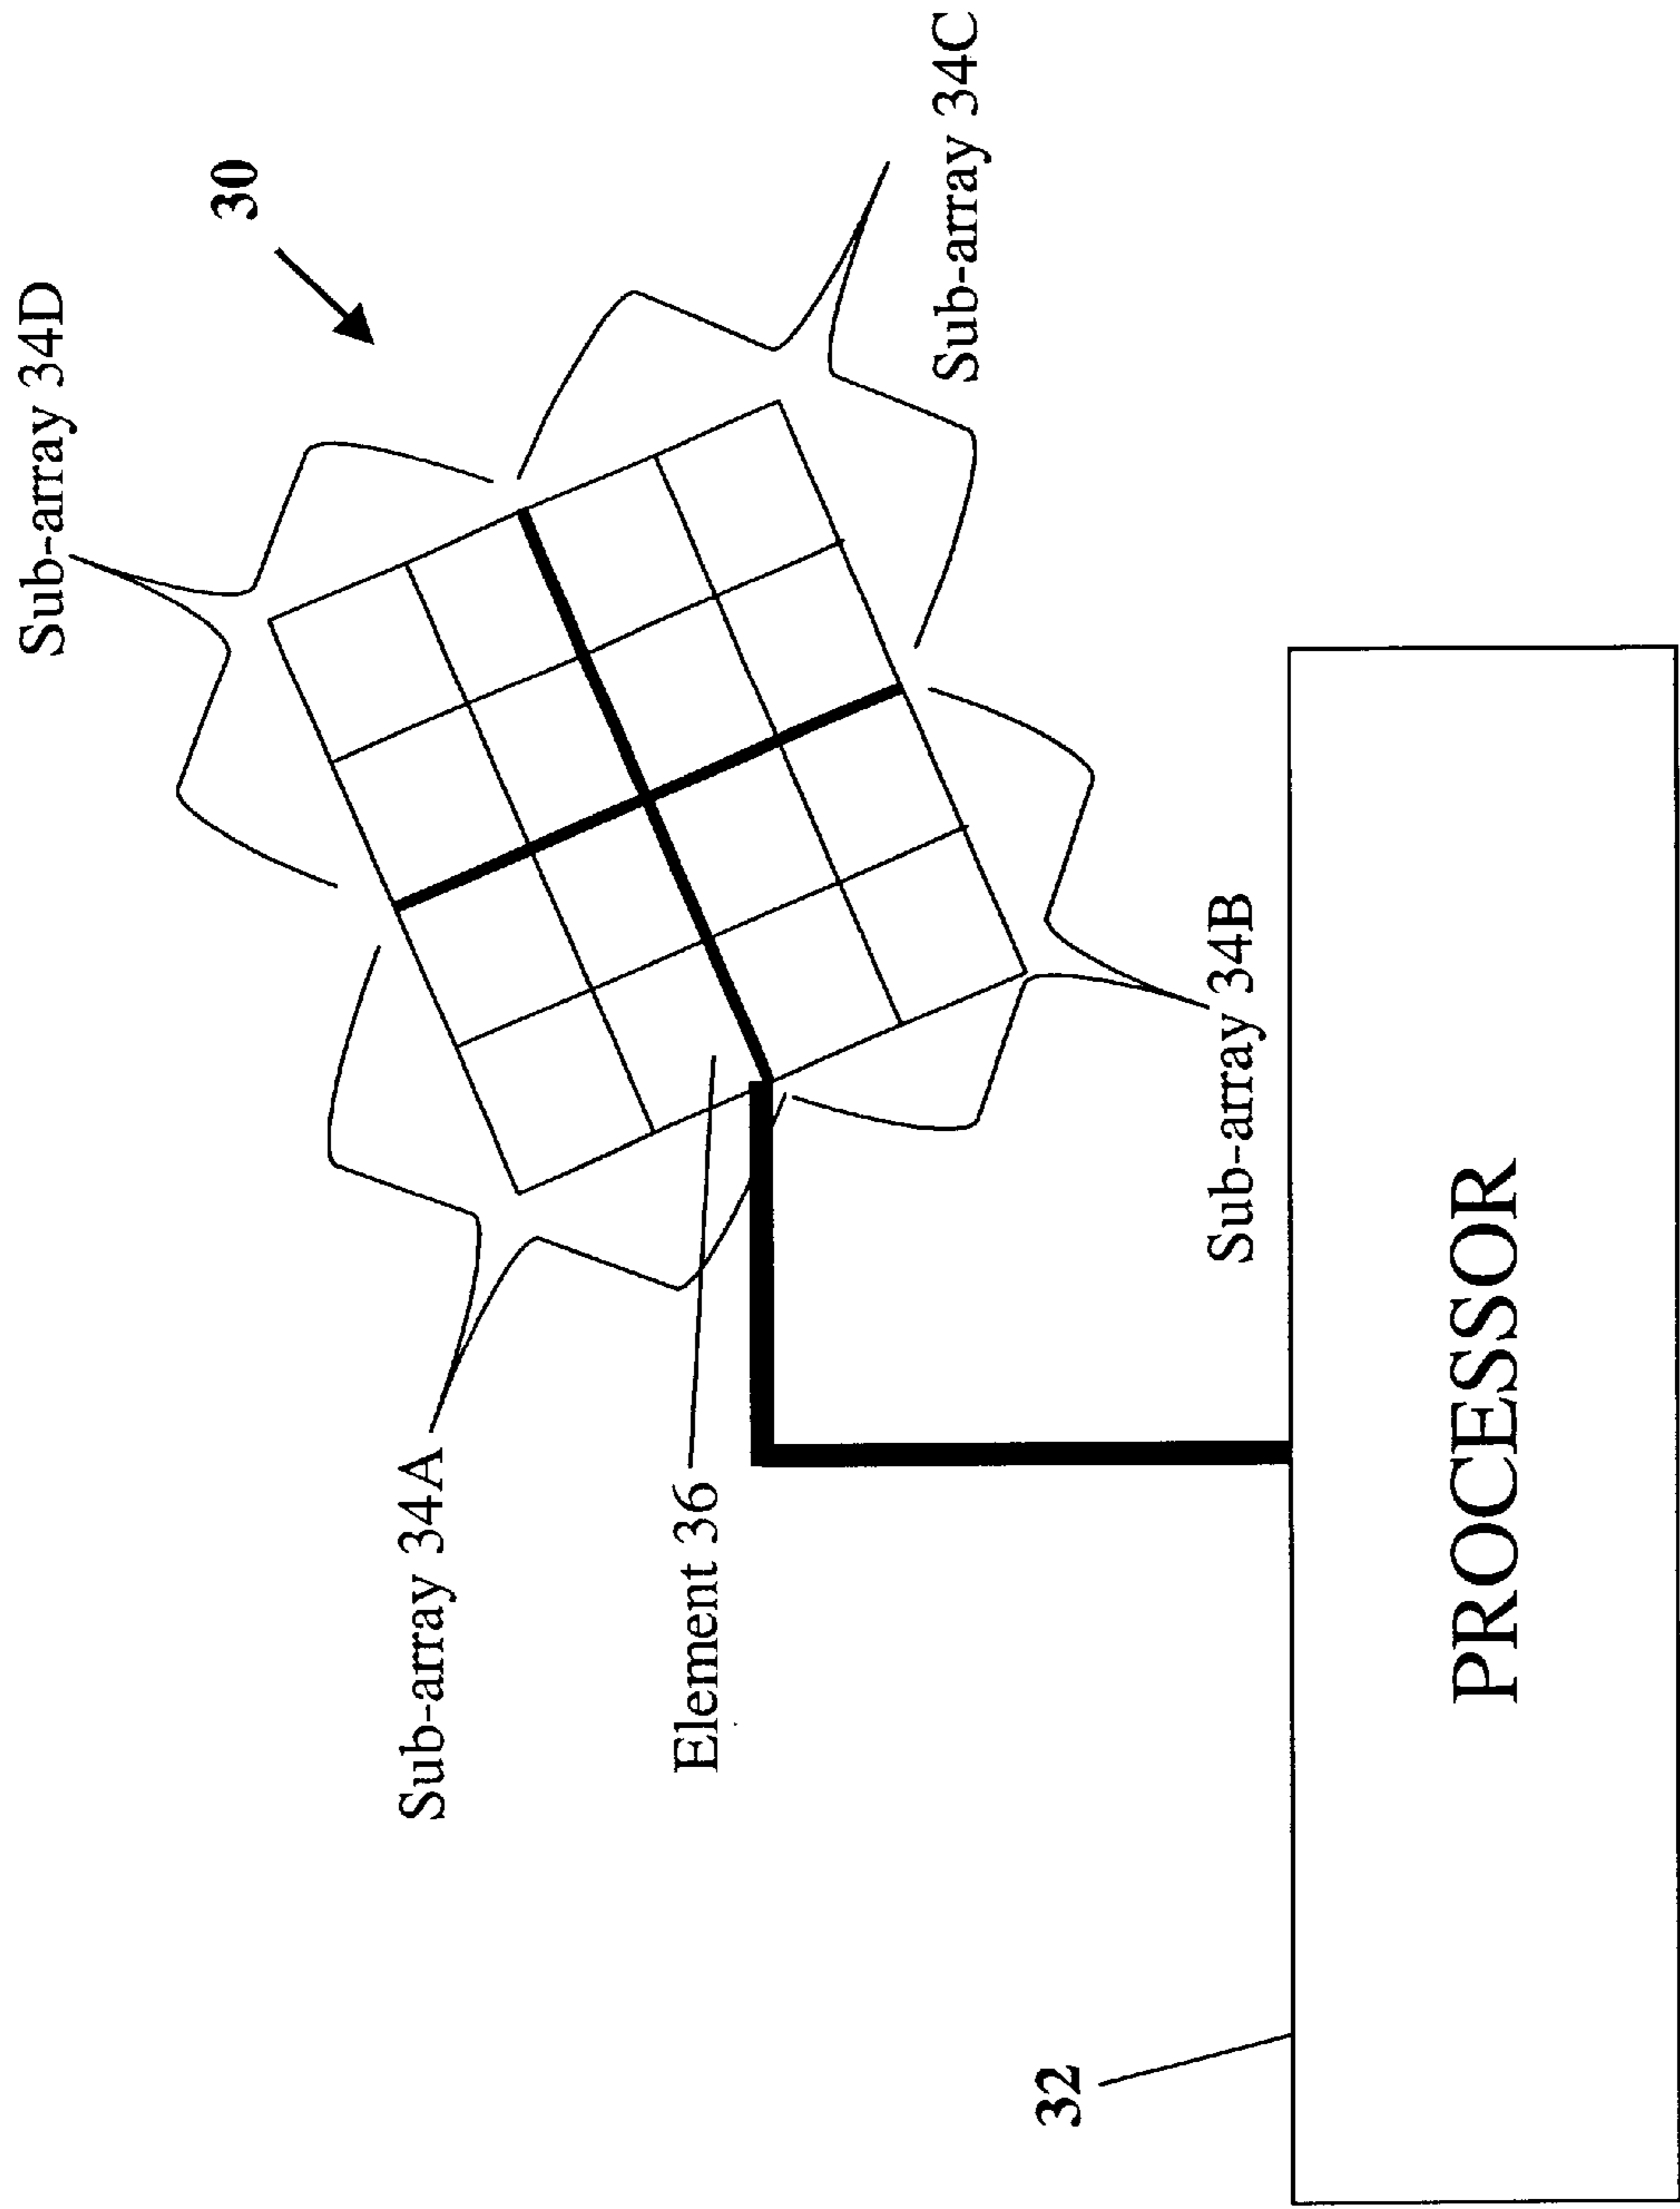 Sub-array 34D
30
Sub-array 34A
Sub-array 34C
Element 36
Sub-array 34B
32
PROCESSOR